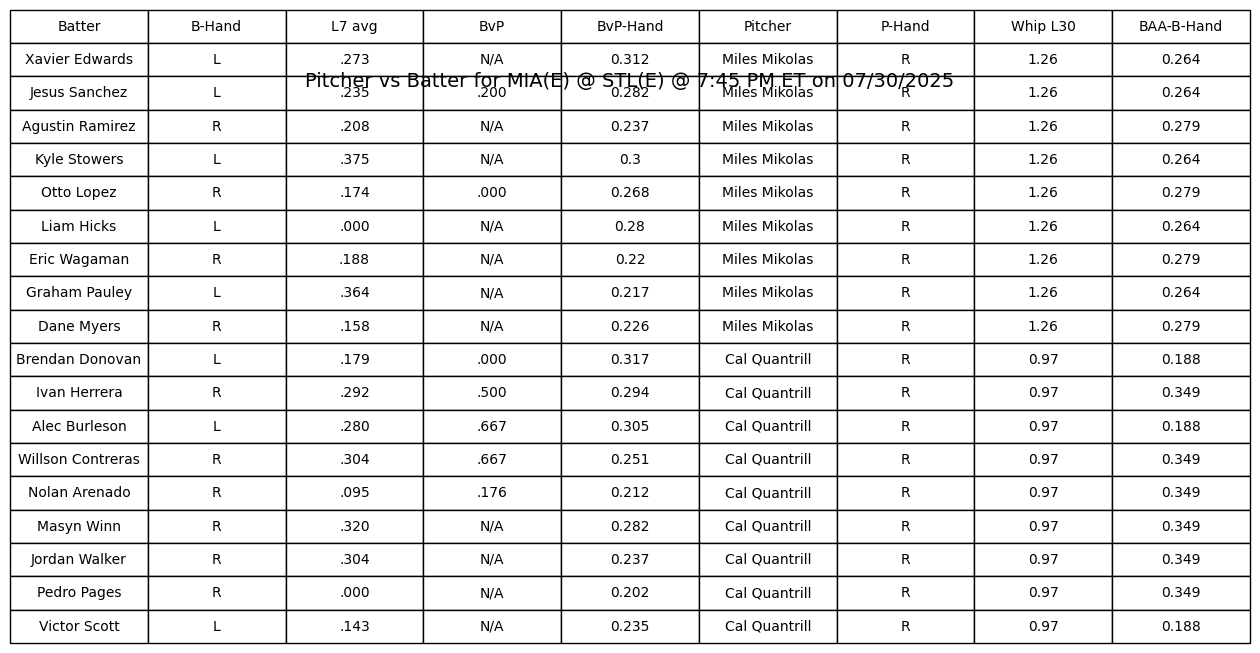 Batter B-Hand L7 avg BvP BvP-Hand Pitcher P-Hand Whip L30 BAA-B-Hand
Xavier Edwards L .273 N/A 0.312 Miles Mikolas R 1.26 0.264
Pitcher vs Batter for MIA(E) @ STL(E) @ 7:45 PM ET on 07/30/2025
Jesus Sanchez L .235 .200 0.282 Miles Mikolas R 1.26 0.264
Agustin Ramirez R .208 N/A 0.237 Miles Mikolas R 1.26 0.279
Kyle Stowers L .375 N/A 0.3 Miles Mikolas R 1.26 0.264
Otto Lopez R .174 .000 0.268 Miles Mikolas R 1.26 0.279
Liam Hicks L .000 N/A 0.28 Miles Mikolas R 1.26 0.264
Eric Wagaman R .188 N/A 0.22 Miles Mikolas R 1.26 0.279
Graham Pauley L .364 N/A 0.217 Miles Mikolas R 1.26 0.264
Dane Myers R .158 N/A 0.226 Miles Mikolas R 1.26 0.279
Brendan Donovan L .179 .000 0.317 Cal Quantrill R 0.97 0.188
Ivan Herrera R .292 .500 0.294 Cal Quantrill R 0.97 0.349
Alec Burleson L .280 .667 0.305 Cal Quantrill R 0.97 0.188
Willson Contreras R .304 .667 0.251 Cal Quantrill R 0.97 0.349
Nolan Arenado R .095 .176 0.212 Cal Quantrill R 0.97 0.349
Masyn Winn R .320 N/A 0.282 Cal Quantrill R 0.97 0.349
Jordan Walker R .304 N/A 0.237 Cal Quantrill R 0.97 0.349
Pedro Pages R .000 N/A 0.202 Cal Quantrill R 0.97 0.349
Victor Scott L .143 N/A 0.235 Cal Quantrill R 0.97 0.188